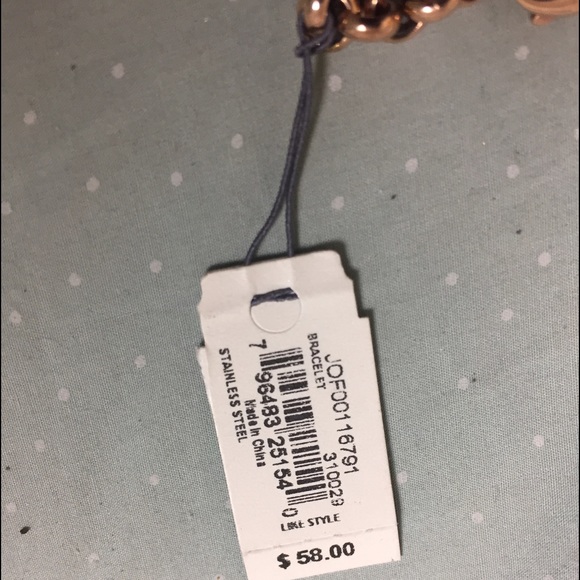 JOF00116791
BRACELET 310029
7 96483 25154 0
Made in China
STAINLESS STEEL
LIKE STYLE
$ 58.00